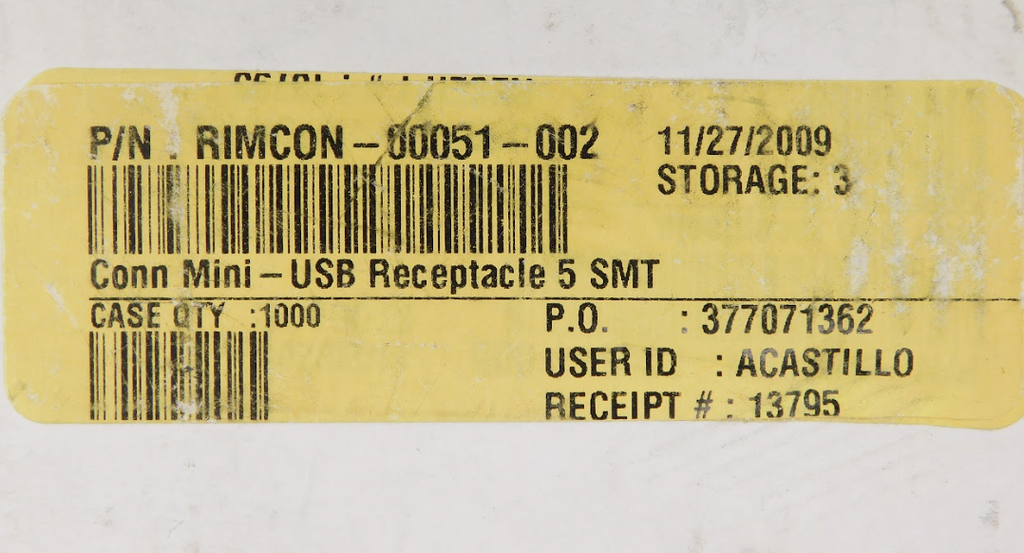 P/N : RIMCON-00051-002 11/27/2009
STORAGE: 3
Conn Mini-USB Receptacle 5 SMT
CASE QTY :1000
P.O. : 377071362
USER ID : ACASTILLO
RECEIPT # : 13795